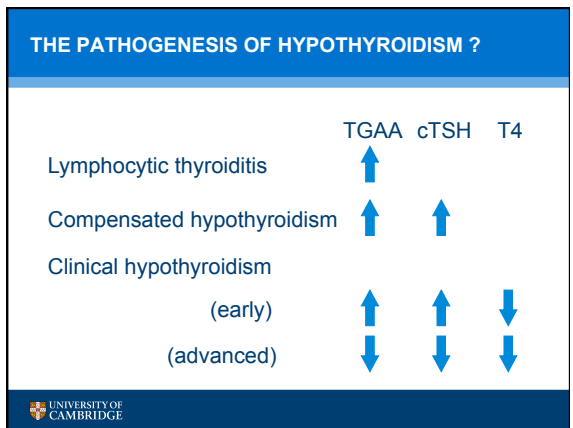 THE PATHOGENESIS OF HYPOTHYROIDISM ?
TGAA cTSH T4
Lymphocytic thyroiditis
Compensated hypothyroidism
Clinical hypothyroidism
(early)
(advanced)
UNIVERSITY OF
CAMBRIDGE